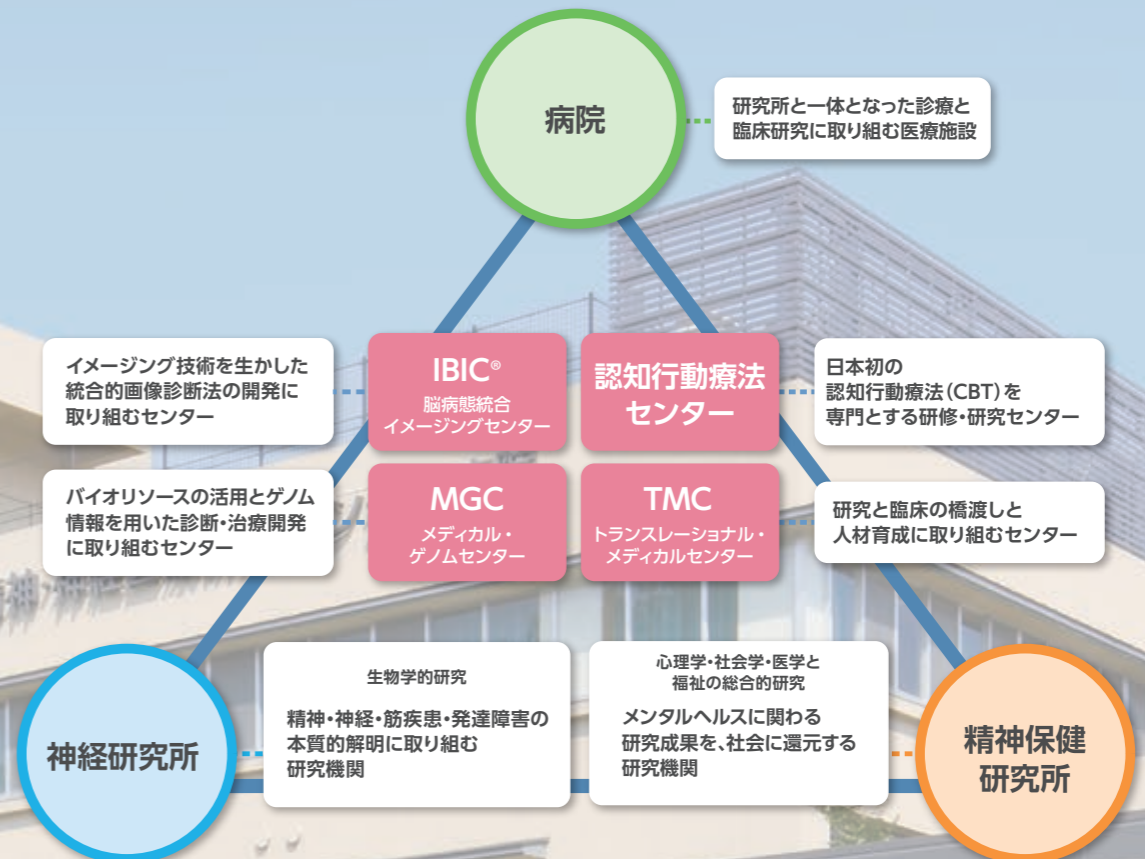 病院
研究所と一体となった診療と
臨床研究に取り組む医療施設
イメージング技術を生かした
統合的画像診断法の開発に
取り組むセンター
IBIC®
脳病態統合
イメージングセンター
認知行動療法
センター
日本初の
認知行動療法(CBT)を
専門とする研修・研究センター
バイオリソースの活用とゲノム
情報を用いた診断・治療開発
に取り組むセンター
MGC
メディカル・
ゲノムセンター
TMC
トランスレーショナル・
メディカルセンター
研究と臨床の橋渡しと
人材育成に取り組むセンター
神経研究所
生物学的研究
精神・神経・筋疾患・発達障害の
本質的解明に取り組む
研究機関
心理学・社会学・医学と
福祉の総合的研究
メンタルヘルスに関わる
研究成果を、社会に還元する
研究機関
精神保健
研究所